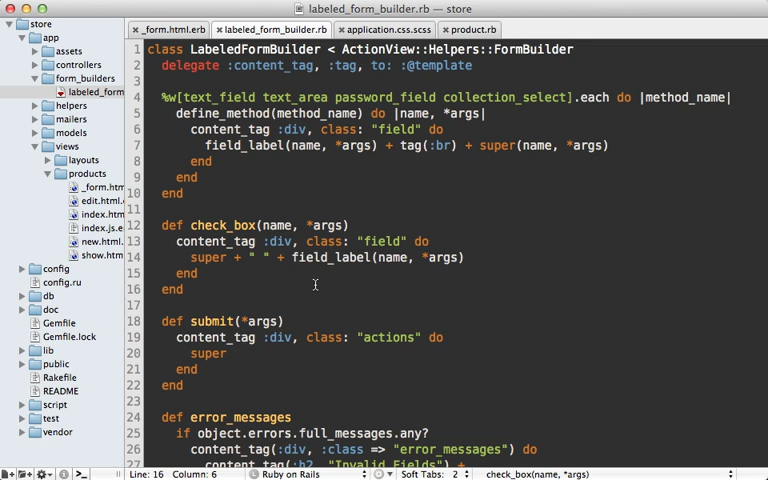 labeled_form_builder.rb — store
_form.html.erb
labeled_form_builder.rb
application.css.scss
product.rb
store
app
assets
controllers
form_builders
labeled_form
helpers
mailers
models
views
layouts
products
_form.htm
edit.html.
index.htm
index.js.e
new.html.
show.htm
config
config.ru
db
doc
Gemfile
Gemfile.lock
lib
public
Rakefile
README
script
test
vendor
1 class LabeledFormBuilder < ActionView::Helpers::FormBuilder
2 delegate :content_tag, :tag, to: :@template
3
4 %w[text_field text_area password_field collection_select].each do |method_name|
5 define_method(method_name) do |name, *args|
6 content_tag :div, class: "field" do
7 field_label(name, *args) + tag(:br) + super(name, *args)
8 end
9 end
10 end
11
12 def check_box(name, *args)
13 content_tag :div, class: "field" do
14 super + " " + field_label(name, *args)
15 end
16 end
17
18 def submit(*args)
19 content_tag :div, class: "actions" do
20 super
21 end
22 end
23
24 def error_messages
25 if object.errors.full_messages.any?
26 content_tag(:div, :class => "error_messages") do
27 content_tag(:h2, "Invalid Fields") +
Line: 16 Column: 6 Ruby on Rails Soft Tabs: 2 check_box(name, *args)